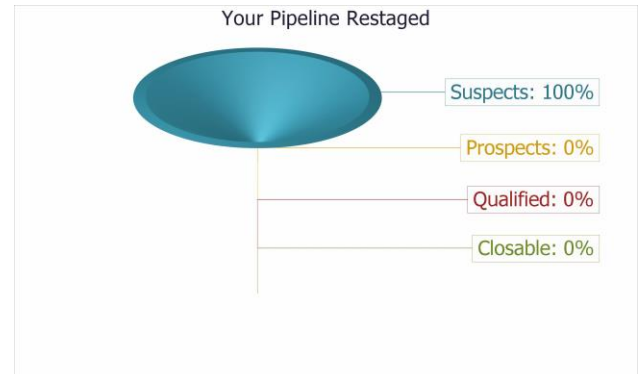 Your Pipeline Restaged
Suspects: 100%
Prospects: 0%
Qualified: 0%
Closable: 0%